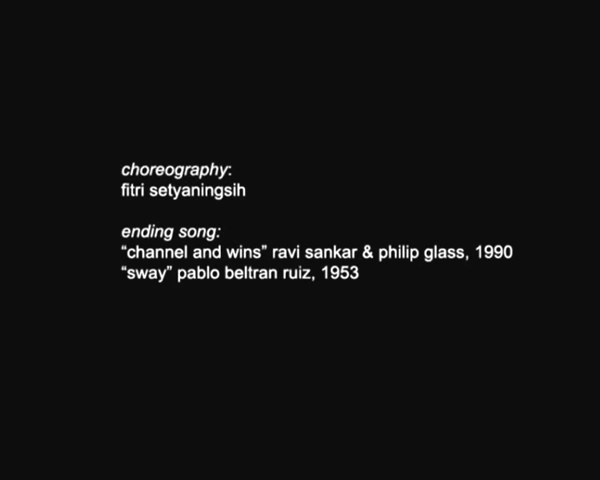 choreography:
fitri setyaningsih
ending song:
“channel and wins” ravi sankar & philip glass, 1990
“sway” pablo beltran ruiz, 1953